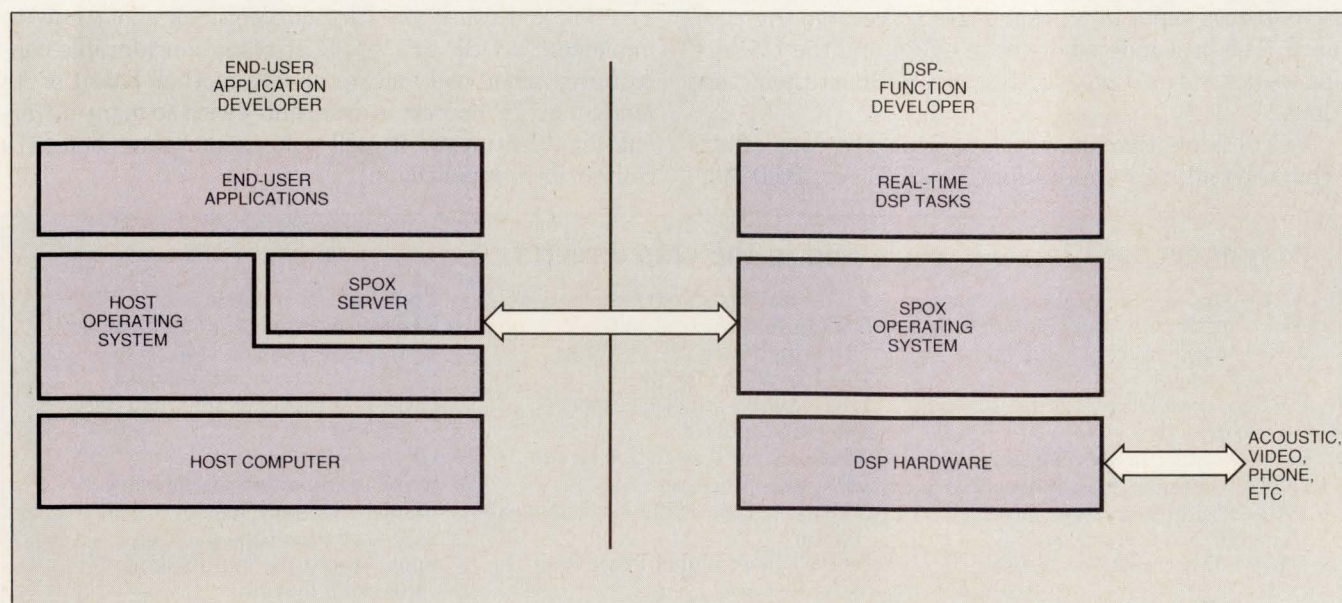 END-USER
APPLICATION
DEVELOPER
END-USER
APPLICATIONS
HOST
OPERATING
SYSTEM
SPOX
SERVER
HOST COMPUTER
DSP-
FUNCTION
DEVELOPER
REAL-TIME
DSP TASKS
SPOX
OPERATING
SYSTEM
DSP HARDWARE
ACOUSTIC,
VIDEO,
PHONE,
ETC